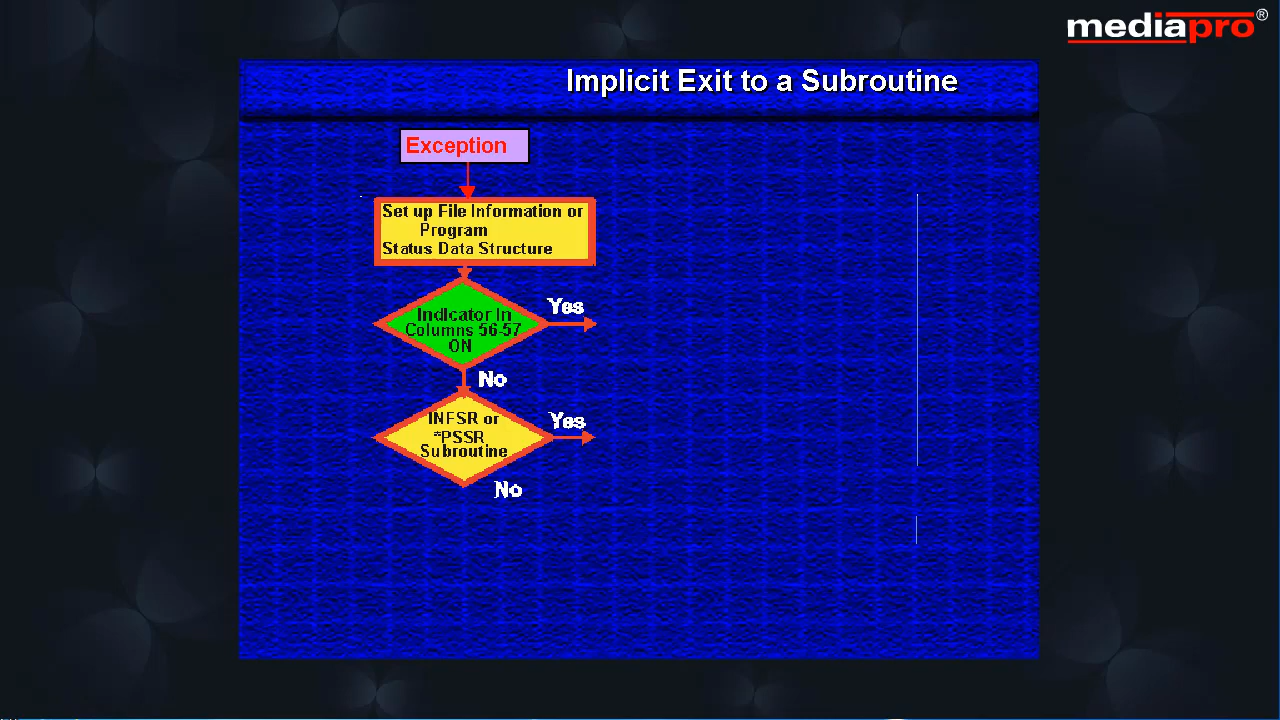 mediapro®
Implicit Exit to a Subroutine
Exception
Set up File Information or
Program
Status Data Structure
Indicator in
Columns 56-57
ON
Yes
No
INFSR or
*PSSR
Subroutine
Yes
No